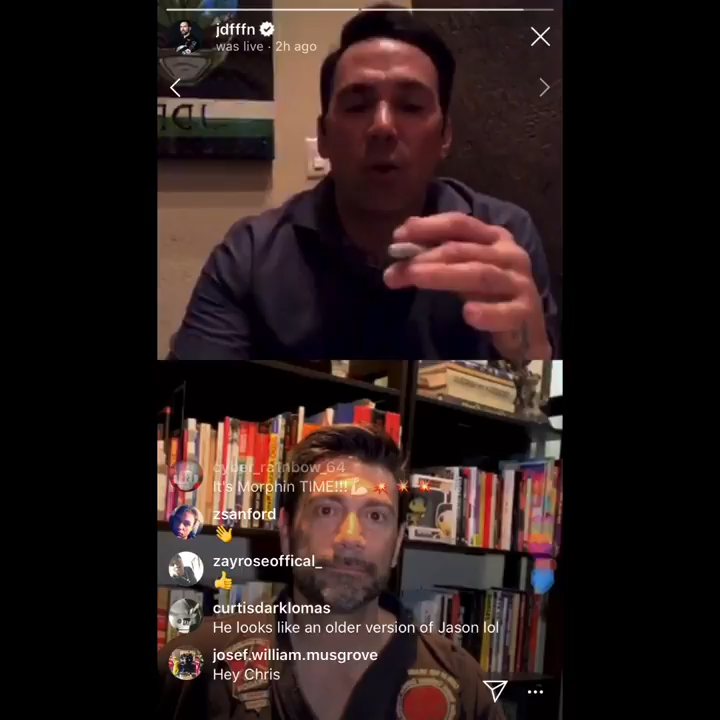 jdfffn
was live · 2h ago
cyber_rainbow_64
It's Morphin TIME!!!
zsanford
👋
zayroseoffical_
👍
curtisdarklomas
He looks like an older version of Jason lol
josef.william.musgrove
Hey Chris